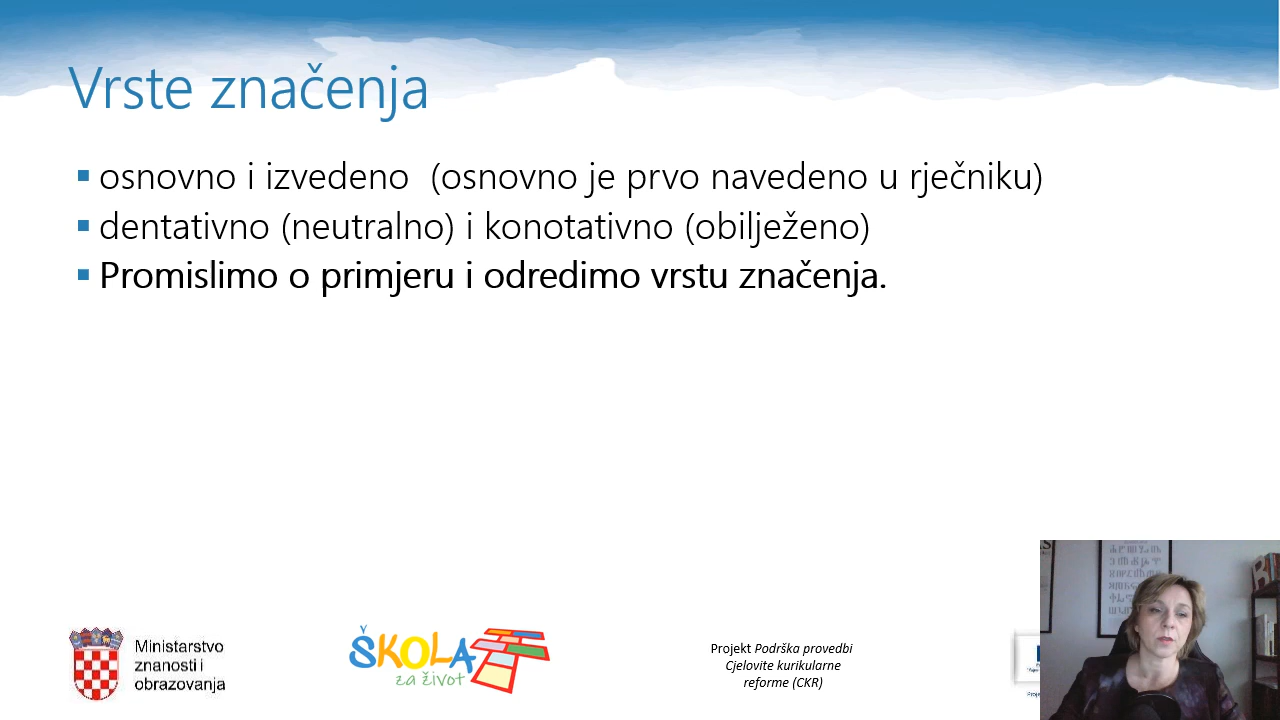 Vrste značenja
osnovno i izvedeno (osnovno je prvo navedeno u rječniku)
dentativno (neutralno) i konotativno (obilježeno)
Promislimo o primjeru i odredimo vrstu značenja.
Ministarstvo
znanosti i
obrazovanja
ŠKOLA
za život
Projekt Podrška provedbi
Cjelovite kurikularne
reforme (CKR)